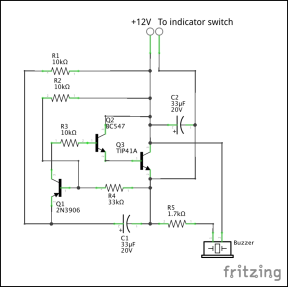 +12V To indicator switch
R1
10kΩ
R2
10kΩ
C2
33µF
20V
R3
10kΩ
Q2
BC547
Q3
TIP41A
Q1
2N3906
R4
33kΩ
C1
33µF
20V
R5
1.7kΩ
Buzzer
fritzing